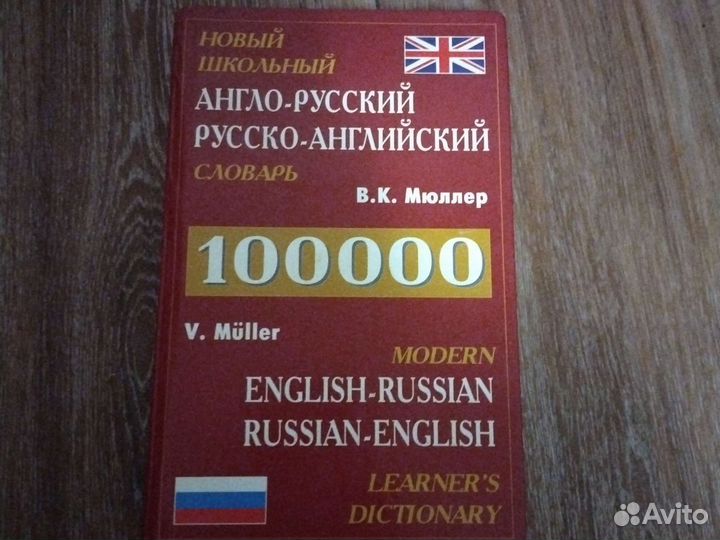 НОВЫЙ
ШКОЛЬНЫЙ
АНГЛО-РУССКИЙ
РУССКО-АНГЛИЙСКИЙ
СЛОВАРЬ
В.К. Мюллер
100000
V. Müller
MODERN
ENGLISH-RUSSIAN
RUSSIAN-ENGLISH
LEARNER'S
DICTIONARY
Avito